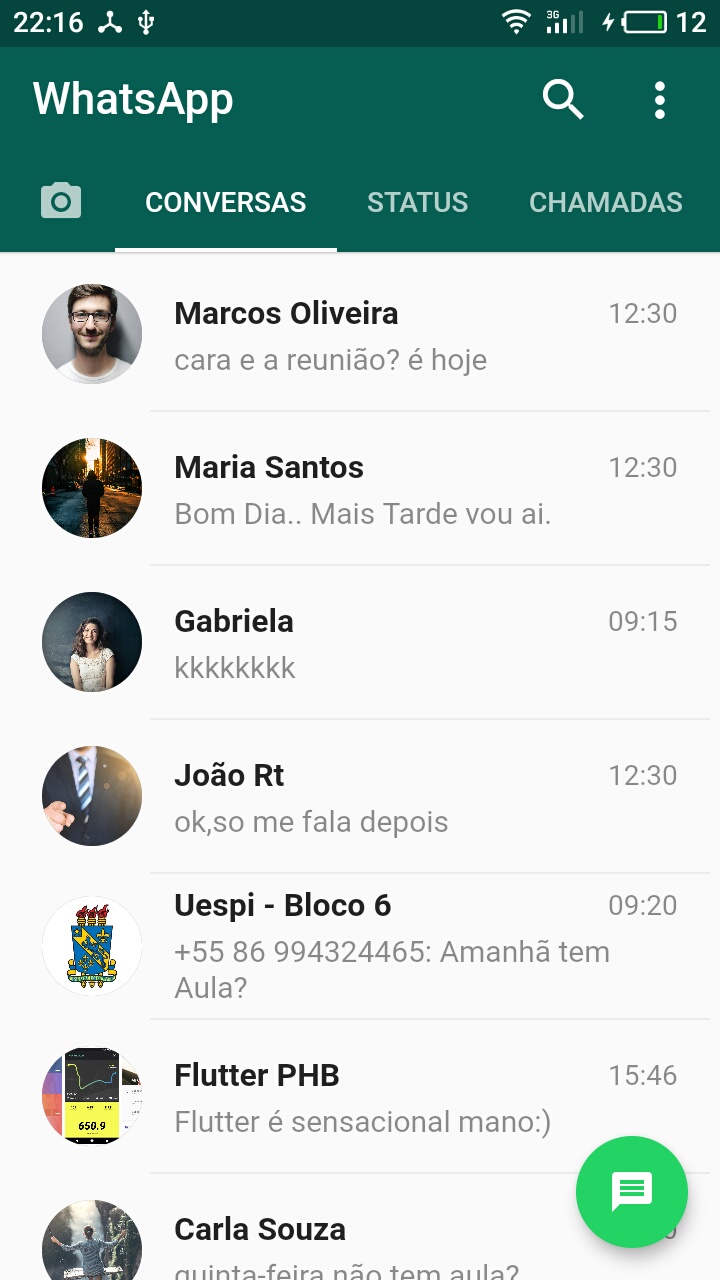 22:16 3G 12
WhatsApp
CONVERSAS STATUS CHAMADAS
Marcos Oliveira 12:30
cara e a reunião? é hoje
Maria Santos 12:30
Bom Dia.. Mais Tarde vou ai.
Gabriela 09:15
kkkkkkkk
João Rt 12:30
ok,so me fala depois
Uespi - Bloco 6 09:20
+55 86 994324465: Amanhã tem
Aula?
Flutter PHB 15:46
650.9
Flutter é sensacional mano:)
Carla Souza
quinta-feira não tem aula?